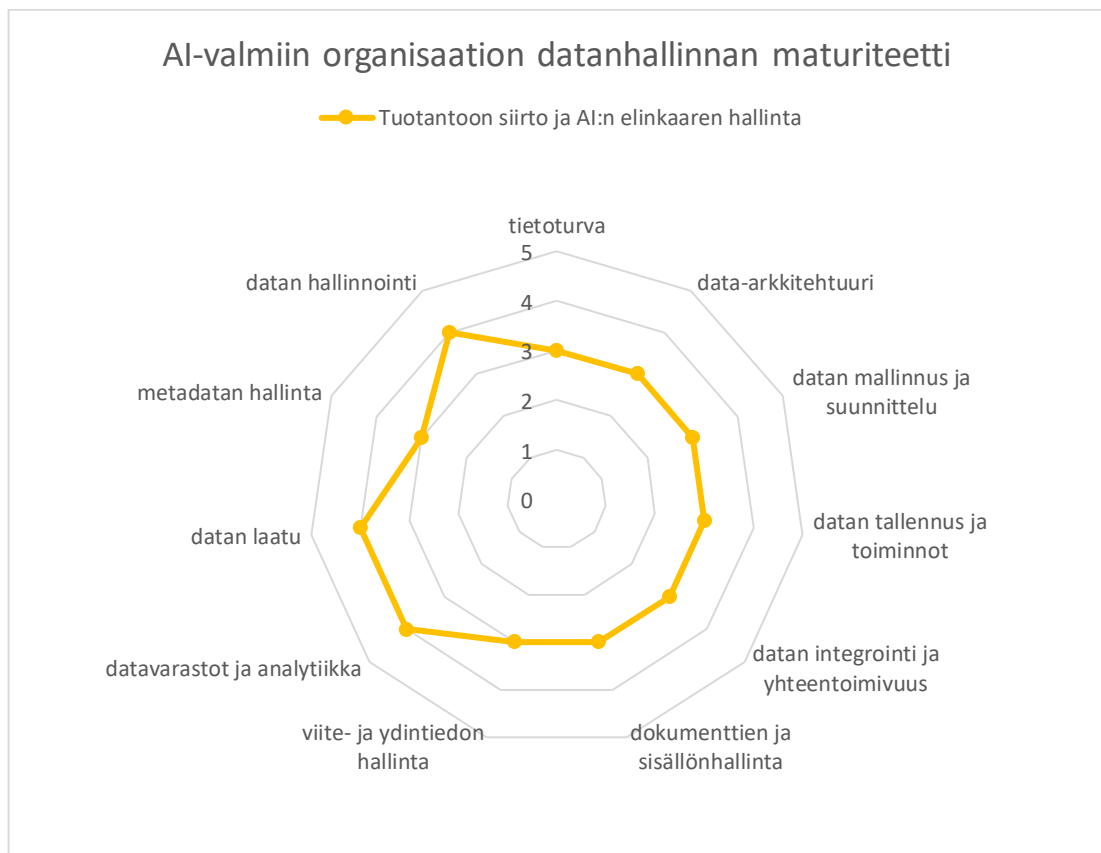 AI-valmiin organisaation datanhallinnan maturiteetti
Tuotantoon siirto ja AI:n elinkaaren hallinta
tietoturva
data-arkkitehtuuri
datan mallinnus ja
suunnittelu
datan tallennus ja
toiminnot
datan integrointi ja
yhteentoimivuus
dokumenttien ja
sisällönhallinta
viite- ja ydintiedon
hallinta
datavarastot ja analytiikka
datan laatu
metadatan hallinta
datan hallinnointi
5
4
3
2
1
0